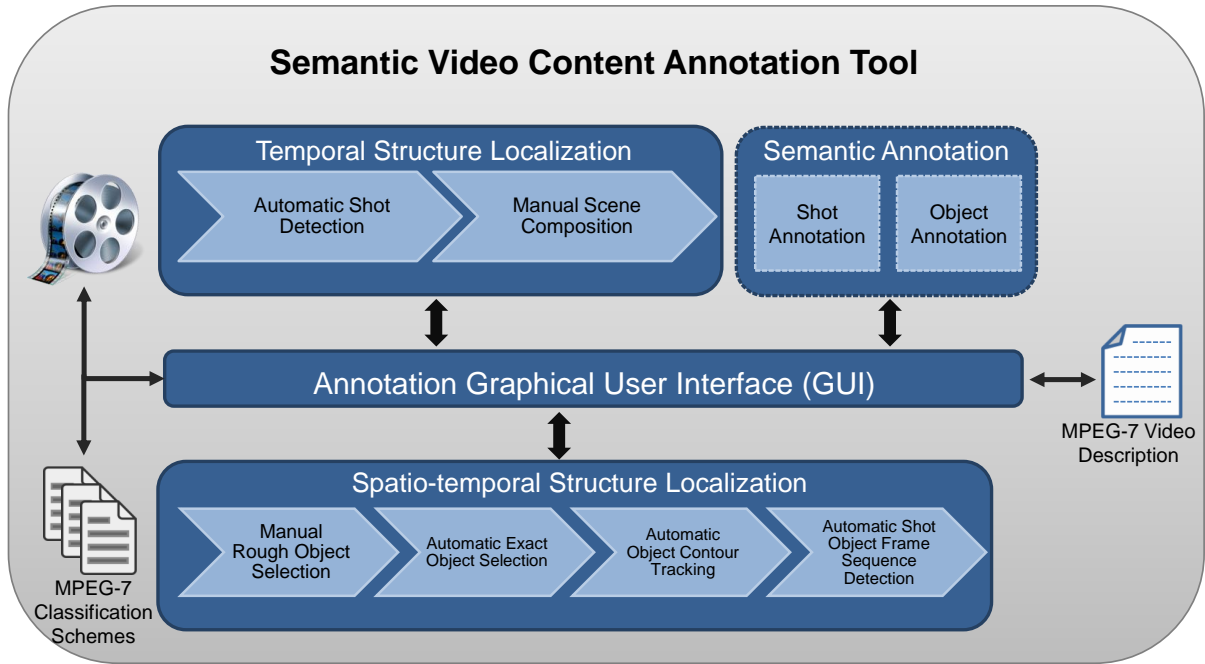 Semantic Video Content Annotation Tool
Temporal Structure Localization
Automatic Shot
Detection
Manual Scene
Composition
Semantic Annotation
Shot
Annotation
Object
Annotation
Annotation Graphical User Interface (GUI)
MPEG-7 Video
Description
Spatio-temporal Structure Localization
Manual
Rough Object
Selection
Automatic Exact
Object Selection
Automatic
Object Contour
Tracking
Automatic Shot
Object Frame
Sequence
Detection
MPEG-7
Classification
Schemes